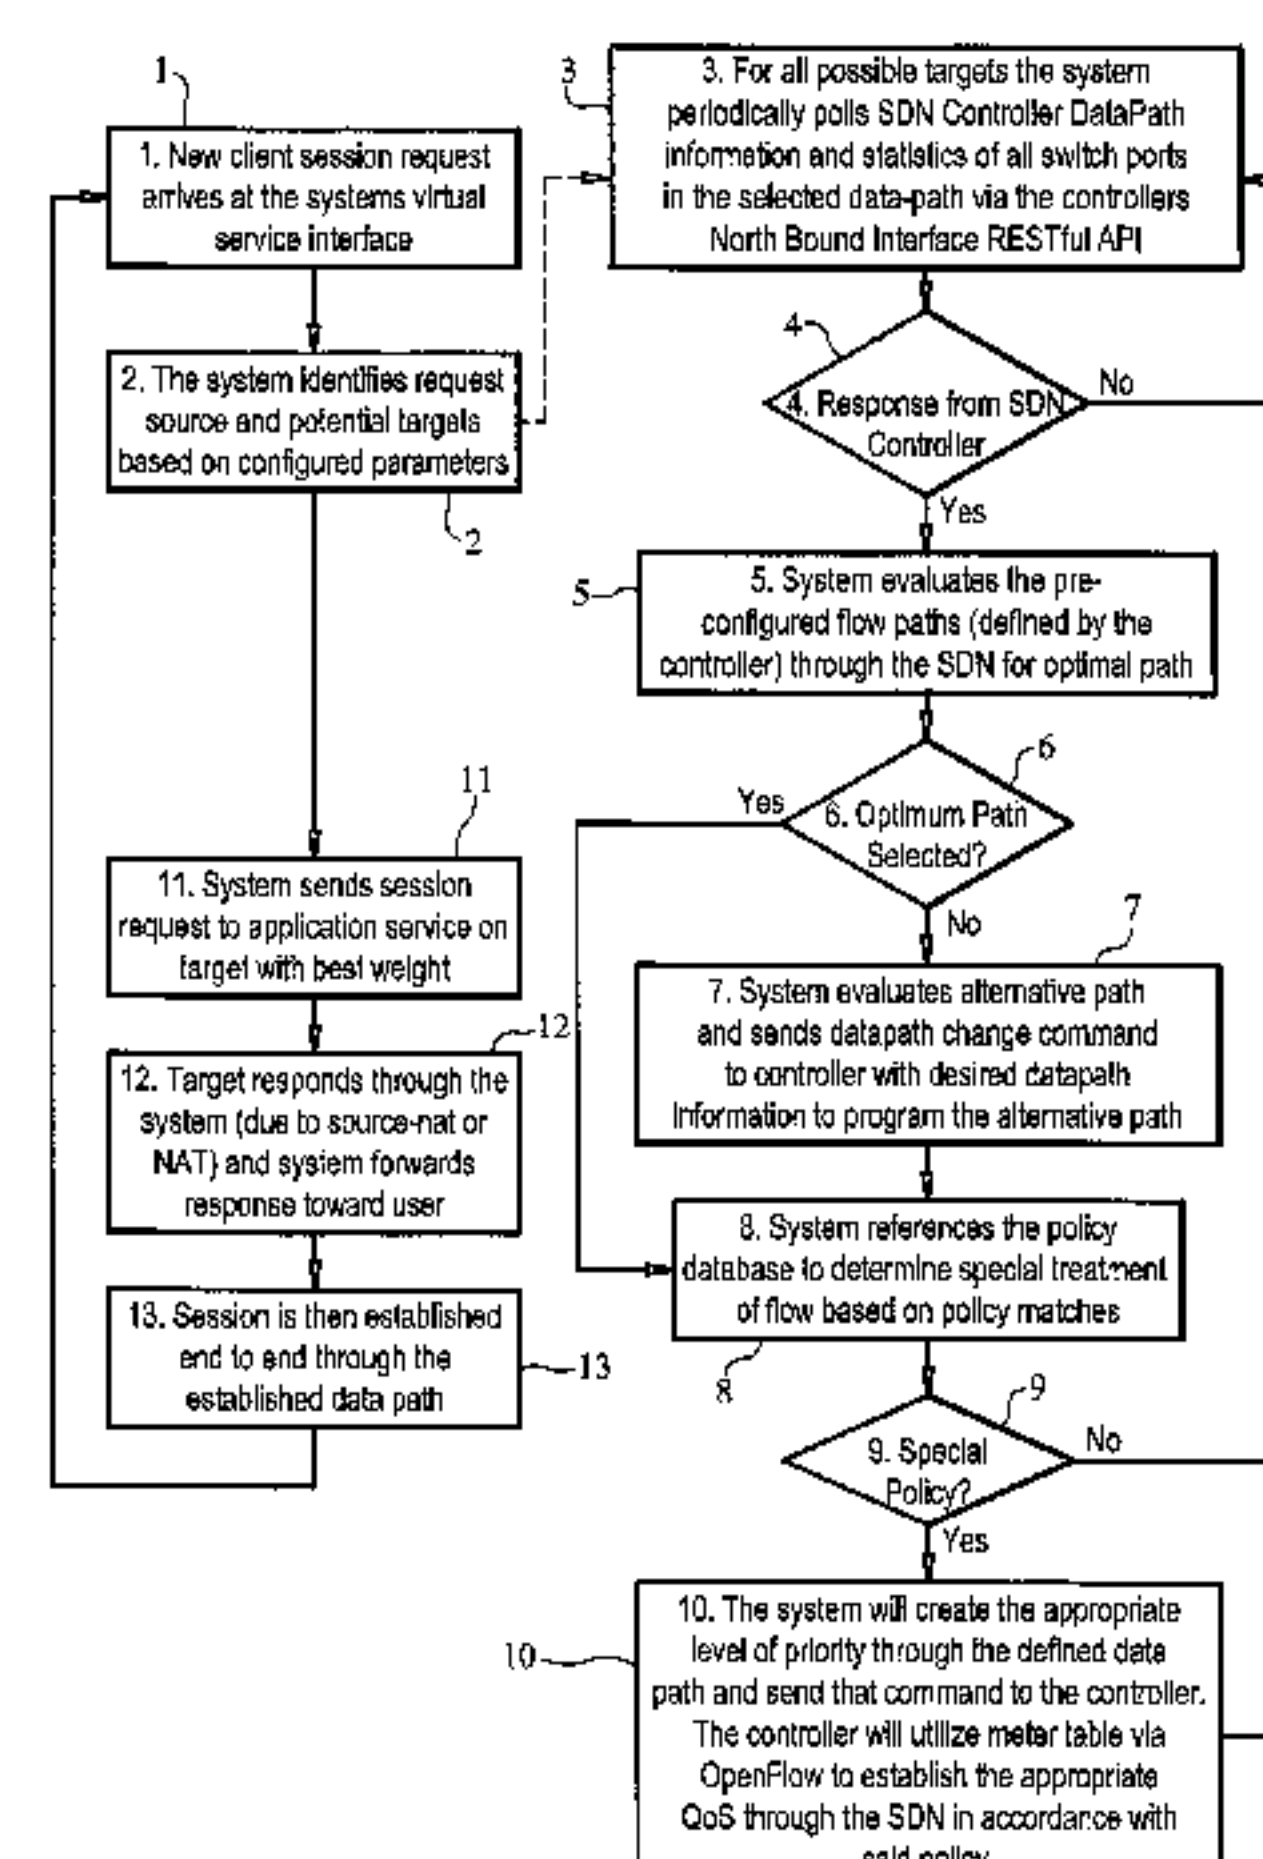 1
1. New client session request
arrives at the systems virtual
service interface
2. The system identifies request
source and potential targets
based on configured parameters
2
11
11. System sends session
request to application service on
target with best weight
12
12. Target responds through the
system (due to source-nat or
NAT) and system forwards
response toward user
13. Session is then established
end to end through the
established data path
13
3
3. For all possible targets the system
periodically polls SDN Controller DataPath
information and statistics of all switch ports
in the selected data-path via the controllers
North Bound Interface RESTful API
4
4. Response from SDN
Controller
No
Yes
5
5. System evaluates the pre-
configured flow paths (defined by the
controller) through the SDN for optimal path
6
Yes
6. Optimum Path
Selected?
No
7
7. System evaluates alternative path
and sends datapath change command
to controller with desired datapath
Information to program the alternative path
8. System references the policy
database to determine special treatment
of flow based on policy matches
8
9
9. Special
Policy?
No
Yes
10
10. The system will create the appropriate
level of priority through the defined data
path and send that command to the controller.
The controller will utilize meter table via
OpenFlow to establish the appropriate
QoS through the SDN in accordance with
said policy